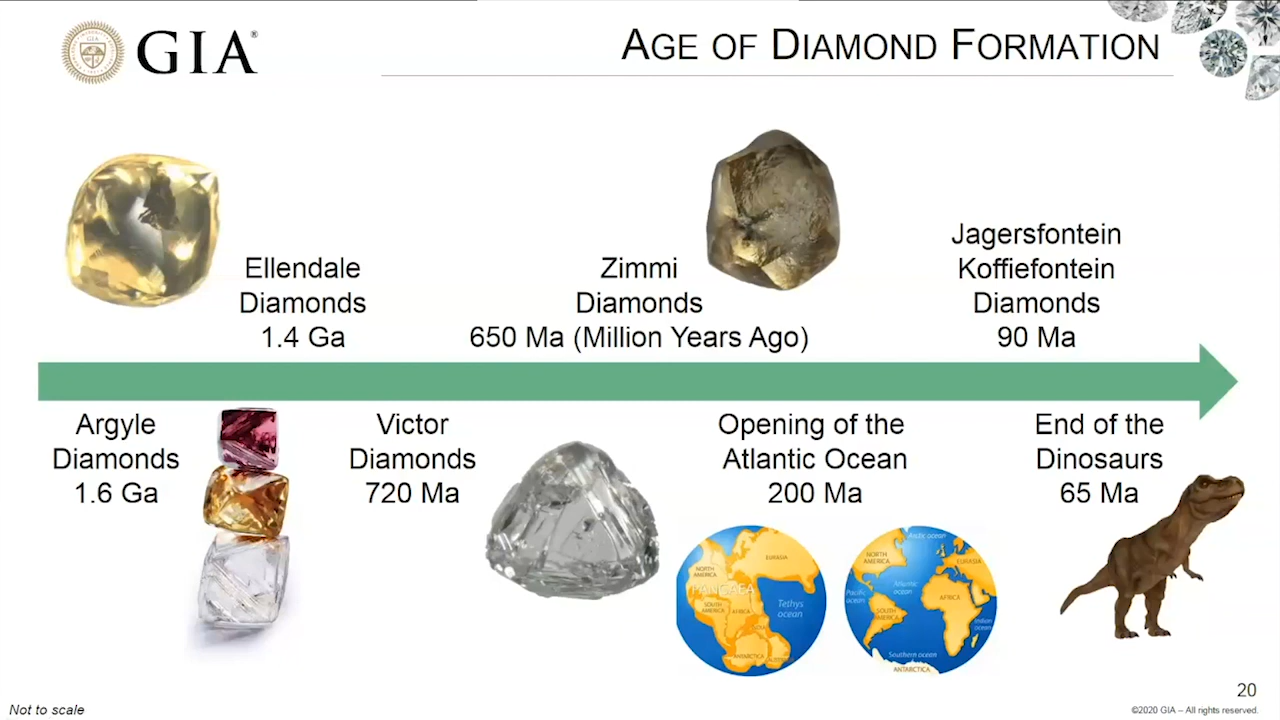 GIA®
AGE OF DIAMOND FORMATION
Ellendale
Diamonds
1.4 Ga
Zimmi
Diamonds
650 Ma (Million Years Ago)
Jagersfontein
Koffiefontein
Diamonds
90 Ma
Argyle
Diamonds
1.6 Ga
Victor
Diamonds
720 Ma
Opening of the
Atlantic Ocean
200 Ma
End of the
Dinosaurs
65 Ma
EURASIA
NORTH
AMERICA
PANGAEA
Tethys
ocean
SOUTH
AMERICA
AFRICA
ANTARCTICA
Arctic ocean
NORTH
AMERICA
EURASIA
Atlantic
ocean
Pacific
ocean
AFRICA
SOUTH
AMERICA
Indian
ocean
Southern ocean
ANTARCTICA
20
Not to scale
©2020 GIA – All rights reserved.